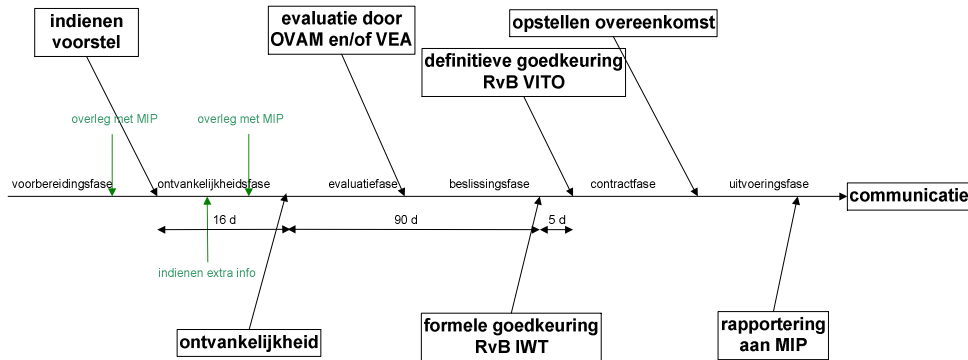 indienen
voorstel
evaluatie door
OVAM en/of VEA
opstellen overeenkomst
definitieve goedkeuring
RvB VITO
overleg met MIP
overleg met MIP
voorbereidingsfase
ontvankelijkheidsfase
evaluatiefase
beslissingsfase
contractfase
uitvoeringsfase
communicatie
16 d
90 d
5 d
indienen extra info
ontvankelijkheid
formele goedkeuring
RvB IWT
rapportering
aan MIP